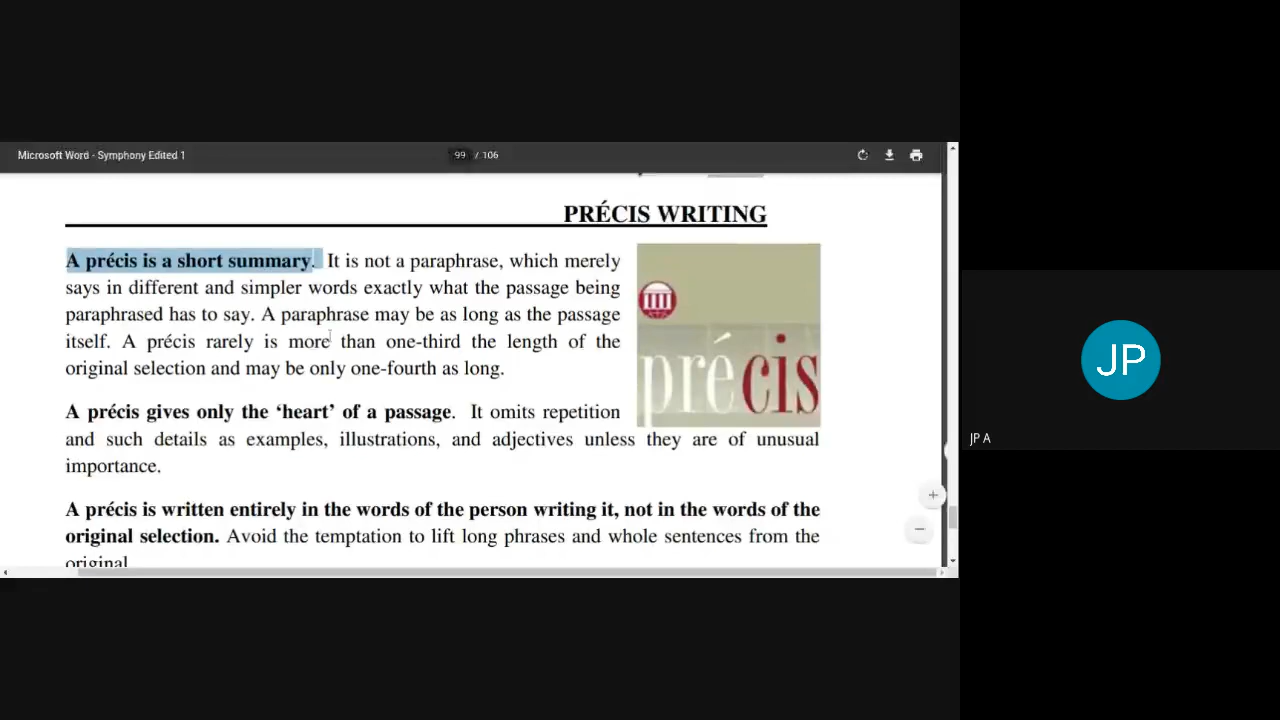 Microsoft Word - Symphony Edited 1
99 / 106
PRÉCIS WRITING
A précis is a short summary. It is not a paraphrase, which merely
says in different and simpler words exactly what the passage being
paraphrased has to say. A paraphrase may be as long as the passage
itself. A précis rarely is more than one-third the length of the
original selection and may be only one-fourth as long.
précis
A précis gives only the ‘heart’ of a passage. It omits repetition
and such details as examples, illustrations, and adjectives unless they are of unusual
importance.
A précis is written entirely in the words of the person writing it, not in the words of the
original selection. Avoid the temptation to lift long phrases and whole sentences from the
original
JP
JP A